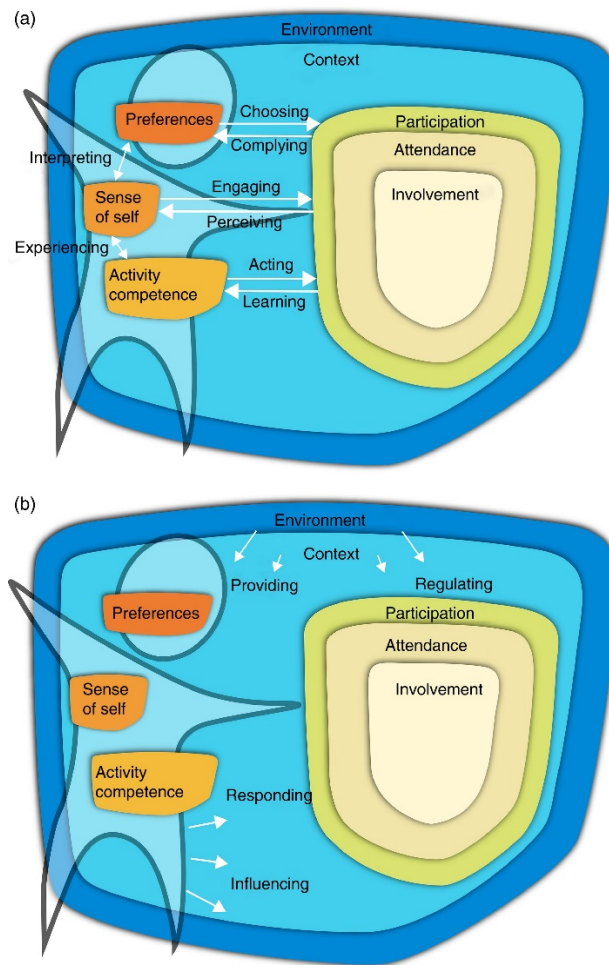 (a)
Environment
Context
Preferences
Choosing
Complying
Participation
Attendance
Involvement
Interpreting
Sense
of self
Engaging
Perceiving
Experiencing
Activity
competence
Acting
Learning
(b)
Environment
Context
Providing
Regulating
Preferences
Participation
Attendance
Involvement
Sense
of self
Activity
competence
Responding
Influencing